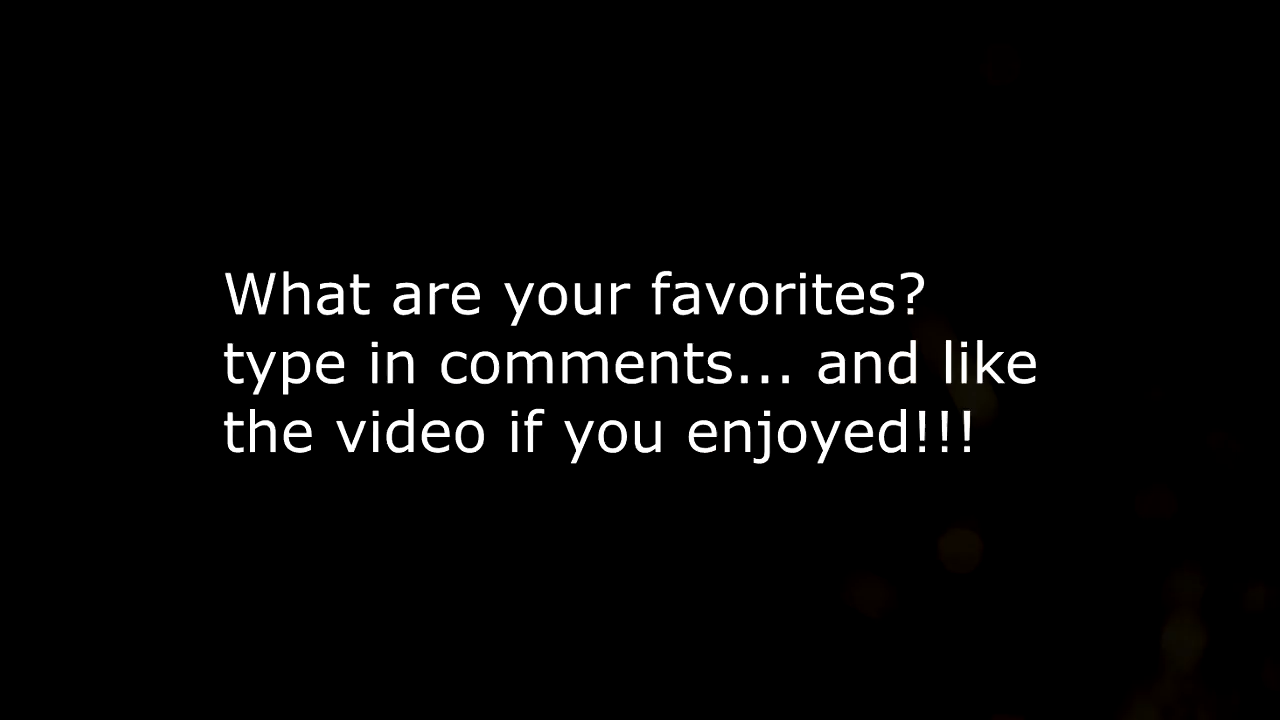 What are your favorites?
type in comments... and like
the video if you enjoyed!!!